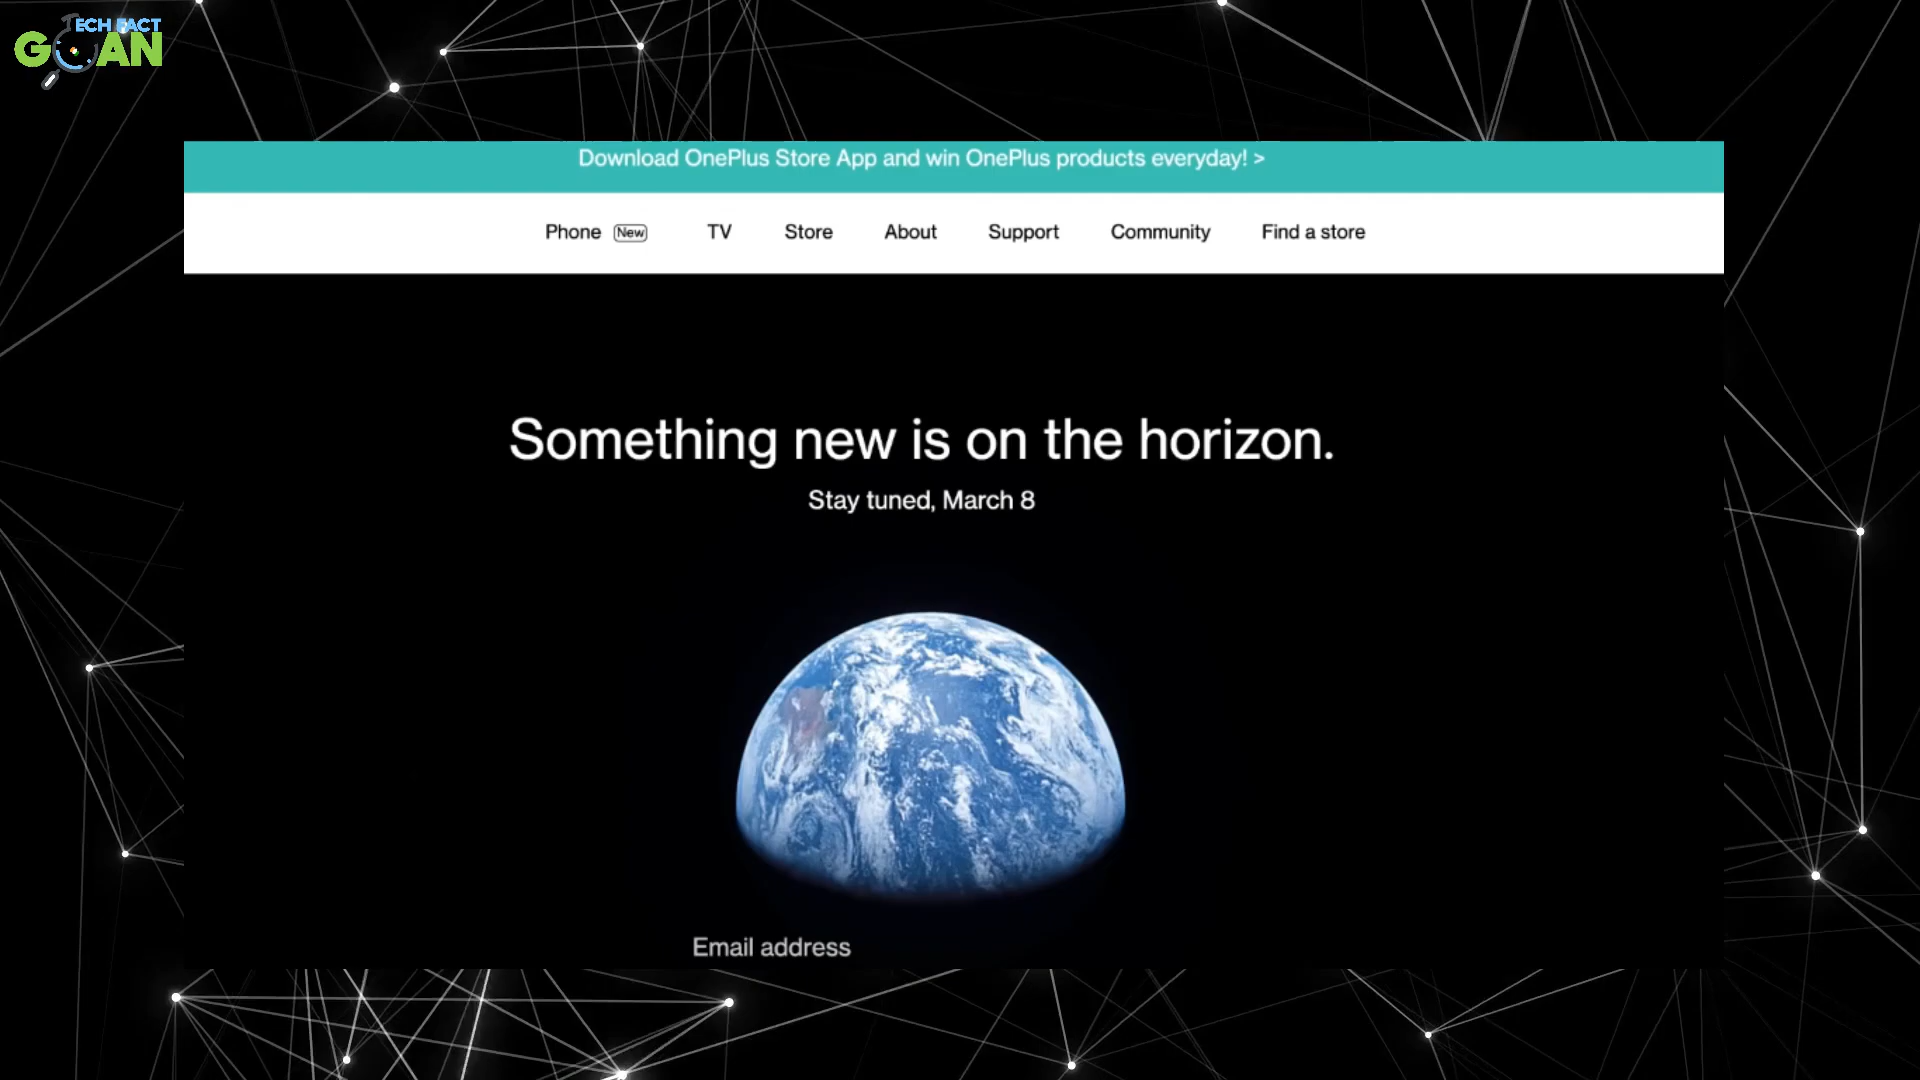 TECH FACT
GOAN
Download OnePlus Store App and win OnePlus products everyday! >
Phone New TV Store About Support Community Find a store
Something new is on the horizon.
Stay tuned, March 8
Email address